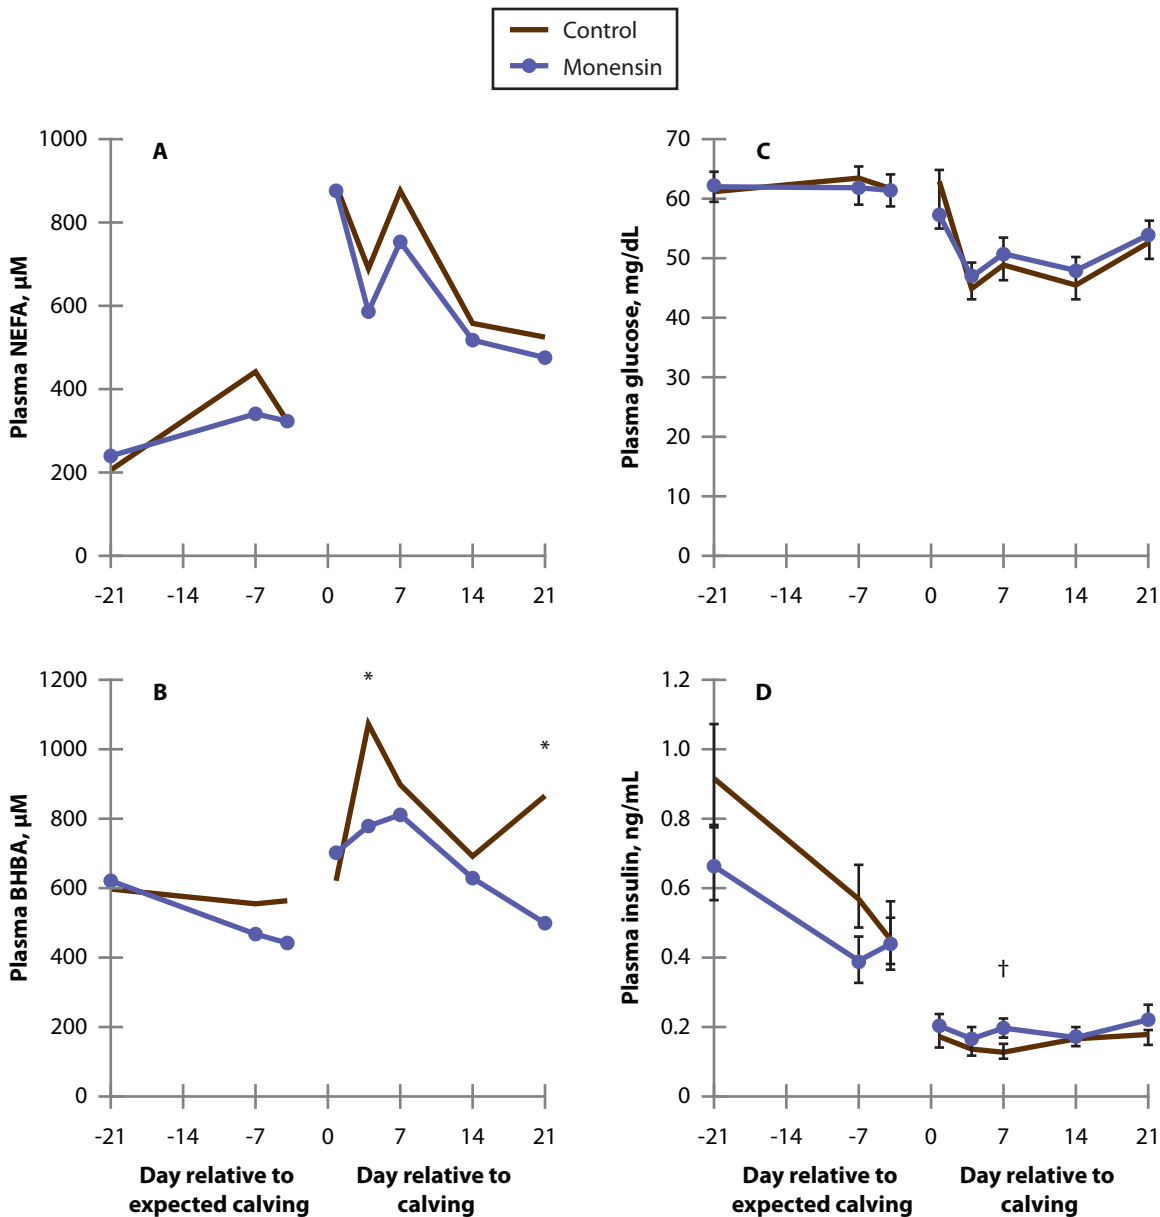 Control
Monensin
A
Plasma NEFA, µM
1000
800
600
400
200
0
-21 -14 -7 0 7 14 21
C
Plasma glucose, mg/dL
70
60
50
40
30
20
10
0
-21 -14 -7 0 7 14 21
B
Plasma BHBA, µM
1200
1000
800
600
400
200
0
*
*
-21 -14 -7 0 7 14 21
Day relative to
expected calving
Day relative to
calving
D
Plasma insulin, ng/mL
1.2
1.0
0.8
0.6
0.4
0.2
0
†
-21 -14 -7 0 7 14 21
Day relative to
expected calving
Day relative to
calving